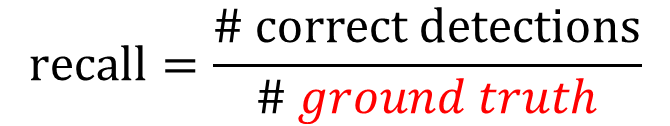 recall = # correct detections
# ground truth